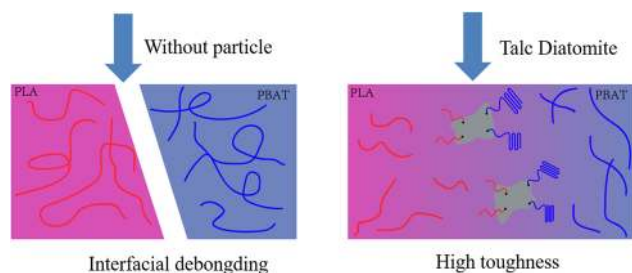 Without particle
Talc Diatomite
PLA
PBAT
PLA
PBAT
Interfacial debongding
High toughness